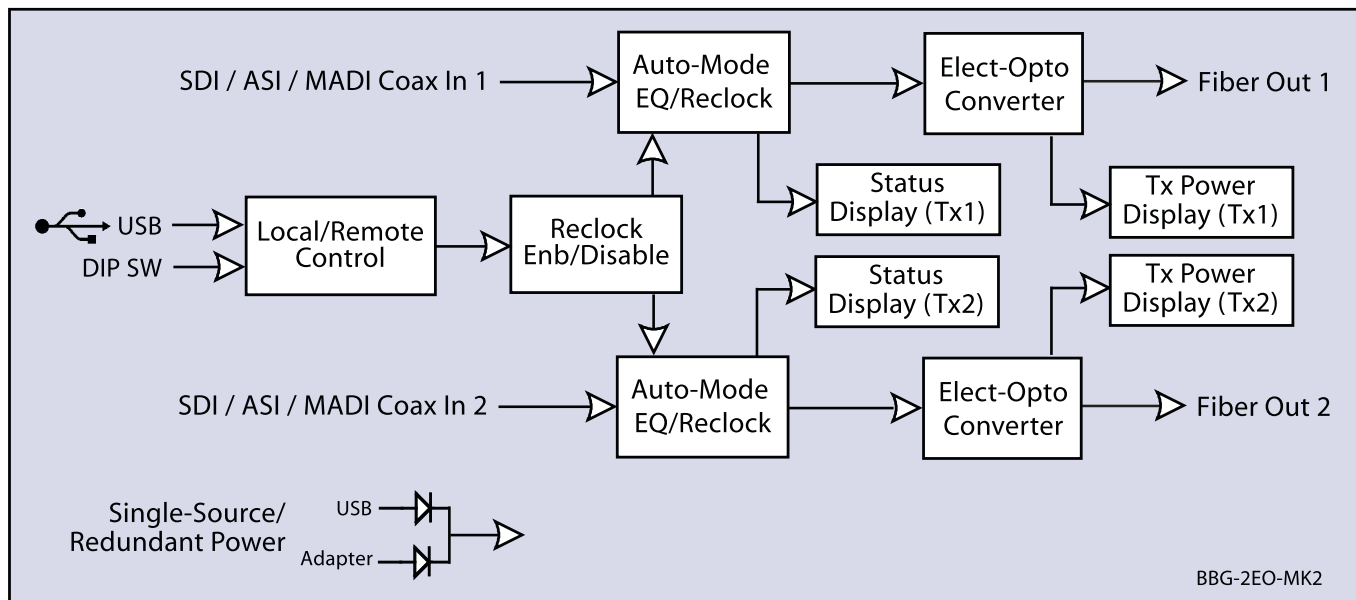 SDI / ASI / MADI Coax In 1
Auto-Mode
EQ/Reclock
Elect-Opto
Converter
Fiber Out 1
Status
Display (Tx1)
Tx Power
Display (Tx1)
USB
DIP SW
Local/Remote
Control
Reclock
Enb/Disable
Status
Display (Tx2)
Tx Power
Display (Tx2)
SDI / ASI / MADI Coax In 2
Auto-Mode
EQ/Reclock
Elect-Opto
Converter
Fiber Out 2
Single-Source/
Redundant Power
USB
Adapter
BBG-2EO-MK2